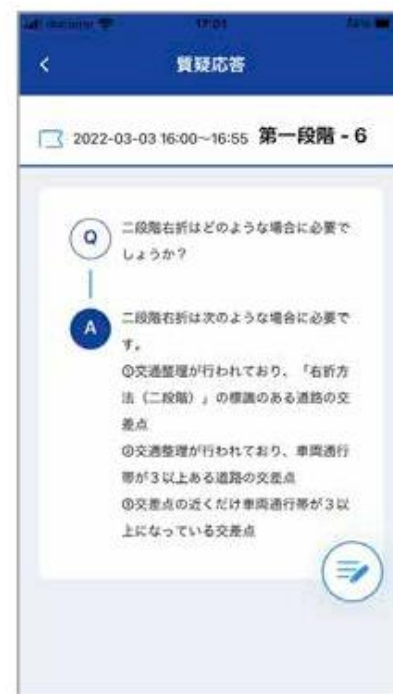 docomo 17:01
質疑応答
2022-03-03 16:00~16:55 第一段階 - 6
Q 二段階右折はどのような場合に必要で
しょうか？
A 二段階右折は次のような場合に必要で
す。
①交通整理が行われており、「右折方
法（二段階）」の標識のある道路の交
差点
②交通整理が行われており、車両通行
帯が３以上ある道路の交差点
③交差点の近くだけ車両通行帯が３以
上になっている交差点